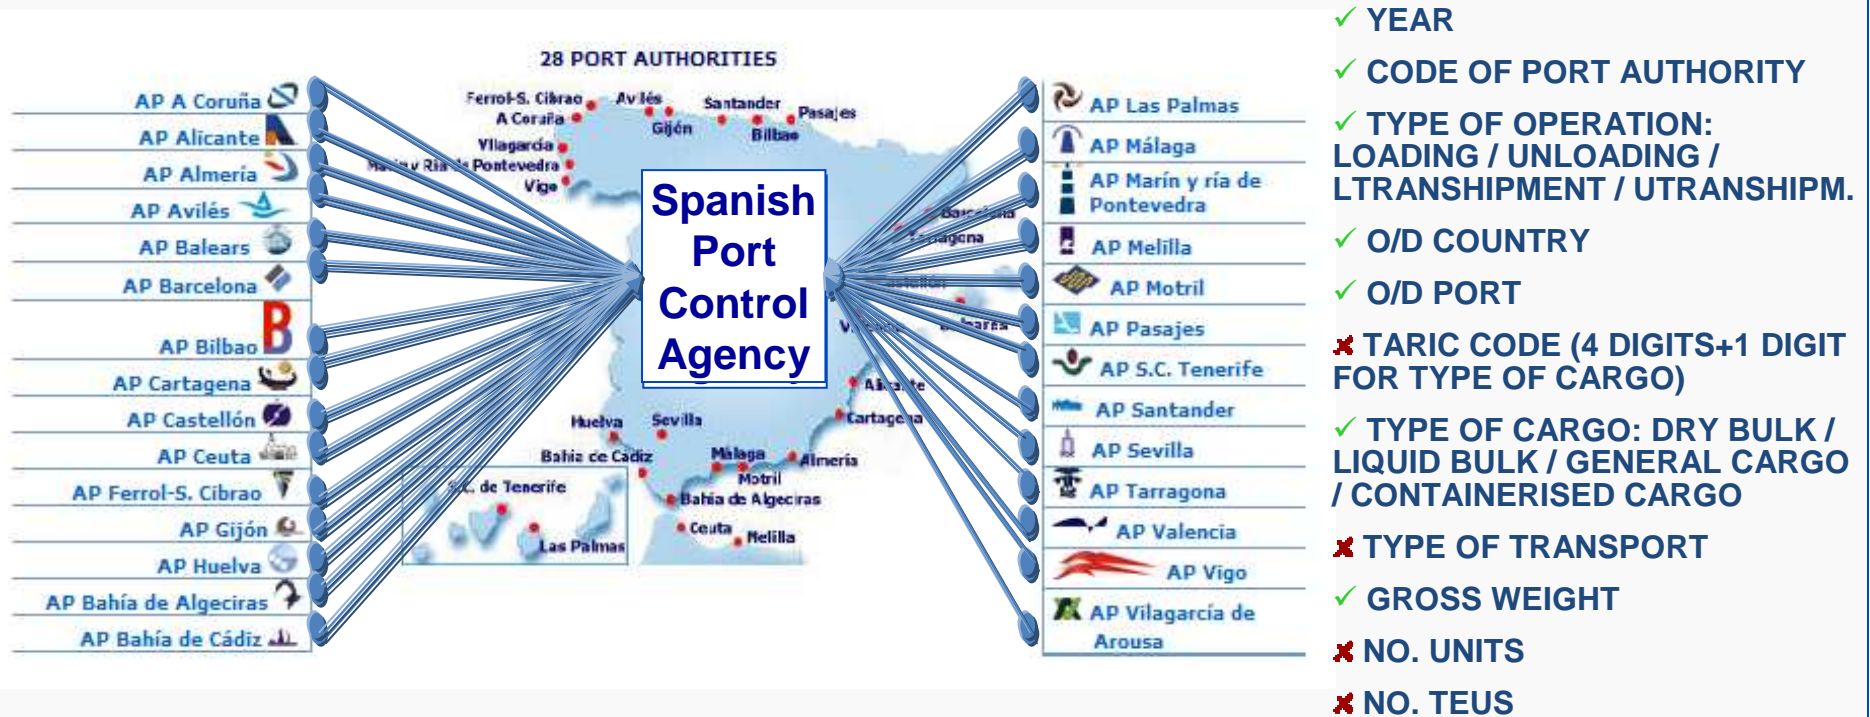 28 PORT AUTHORITIES
AP A Coruña
AP Alicante
AP Almería
AP Avilés
AP Balears
AP Barcelona
B
AP Bilbao
AP Cartagena
AP Castellón
AP Ceuta
AP Ferrol-S. Cibrao
AP Gijón
AP Huelva
AP Bahía de Algeciras
AP Bahía de Cádiz
Ferrol-S. Cibrao
Avilés
Santander
Pasajes
A Coruña
Gijón
Bilbao
Vilagarcía
Pontevedra
Vigo
Spanish
Port
Control
Agency
Barcelona
Tarragona
Castellón
Baleares
Alicante
Cartagena
Huelva
Sevilla
Bahía de Cádiz
Málaga
Almería
Motril
S.C. de Tenerife
Bahía de Algeciras
Ceuta
Melilla
Las Palmas
AP Las Palmas
AP Málaga
AP Marín y ría de
Pontevedra
AP Melilla
AP Motril
AP Pasajes
AP S.C. Tenerife
AP Santander
AP Sevilla
AP Tarragona
AP Valencia
AP Vigo
AP Vilagarcía de
Arousa
✓ YEAR
✓ CODE OF PORT AUTHORITY
✓ TYPE OF OPERATION:
LOADING / UNLOADING /
LTRANSHIPMENT / UTRANSHIPM.
✓ O/D COUNTRY
✓ O/D PORT
✘ TARIC CODE (4 DIGITS+1 DIGIT
FOR TYPE OF CARGO)
✓ TYPE OF CARGO: DRY BULK /
LIQUID BULK / GENERAL CARGO
/ CONTAINERISED CARGO
✘ TYPE OF TRANSPORT
✓ GROSS WEIGHT
✘ NO. UNITS
✘ NO. TEUS